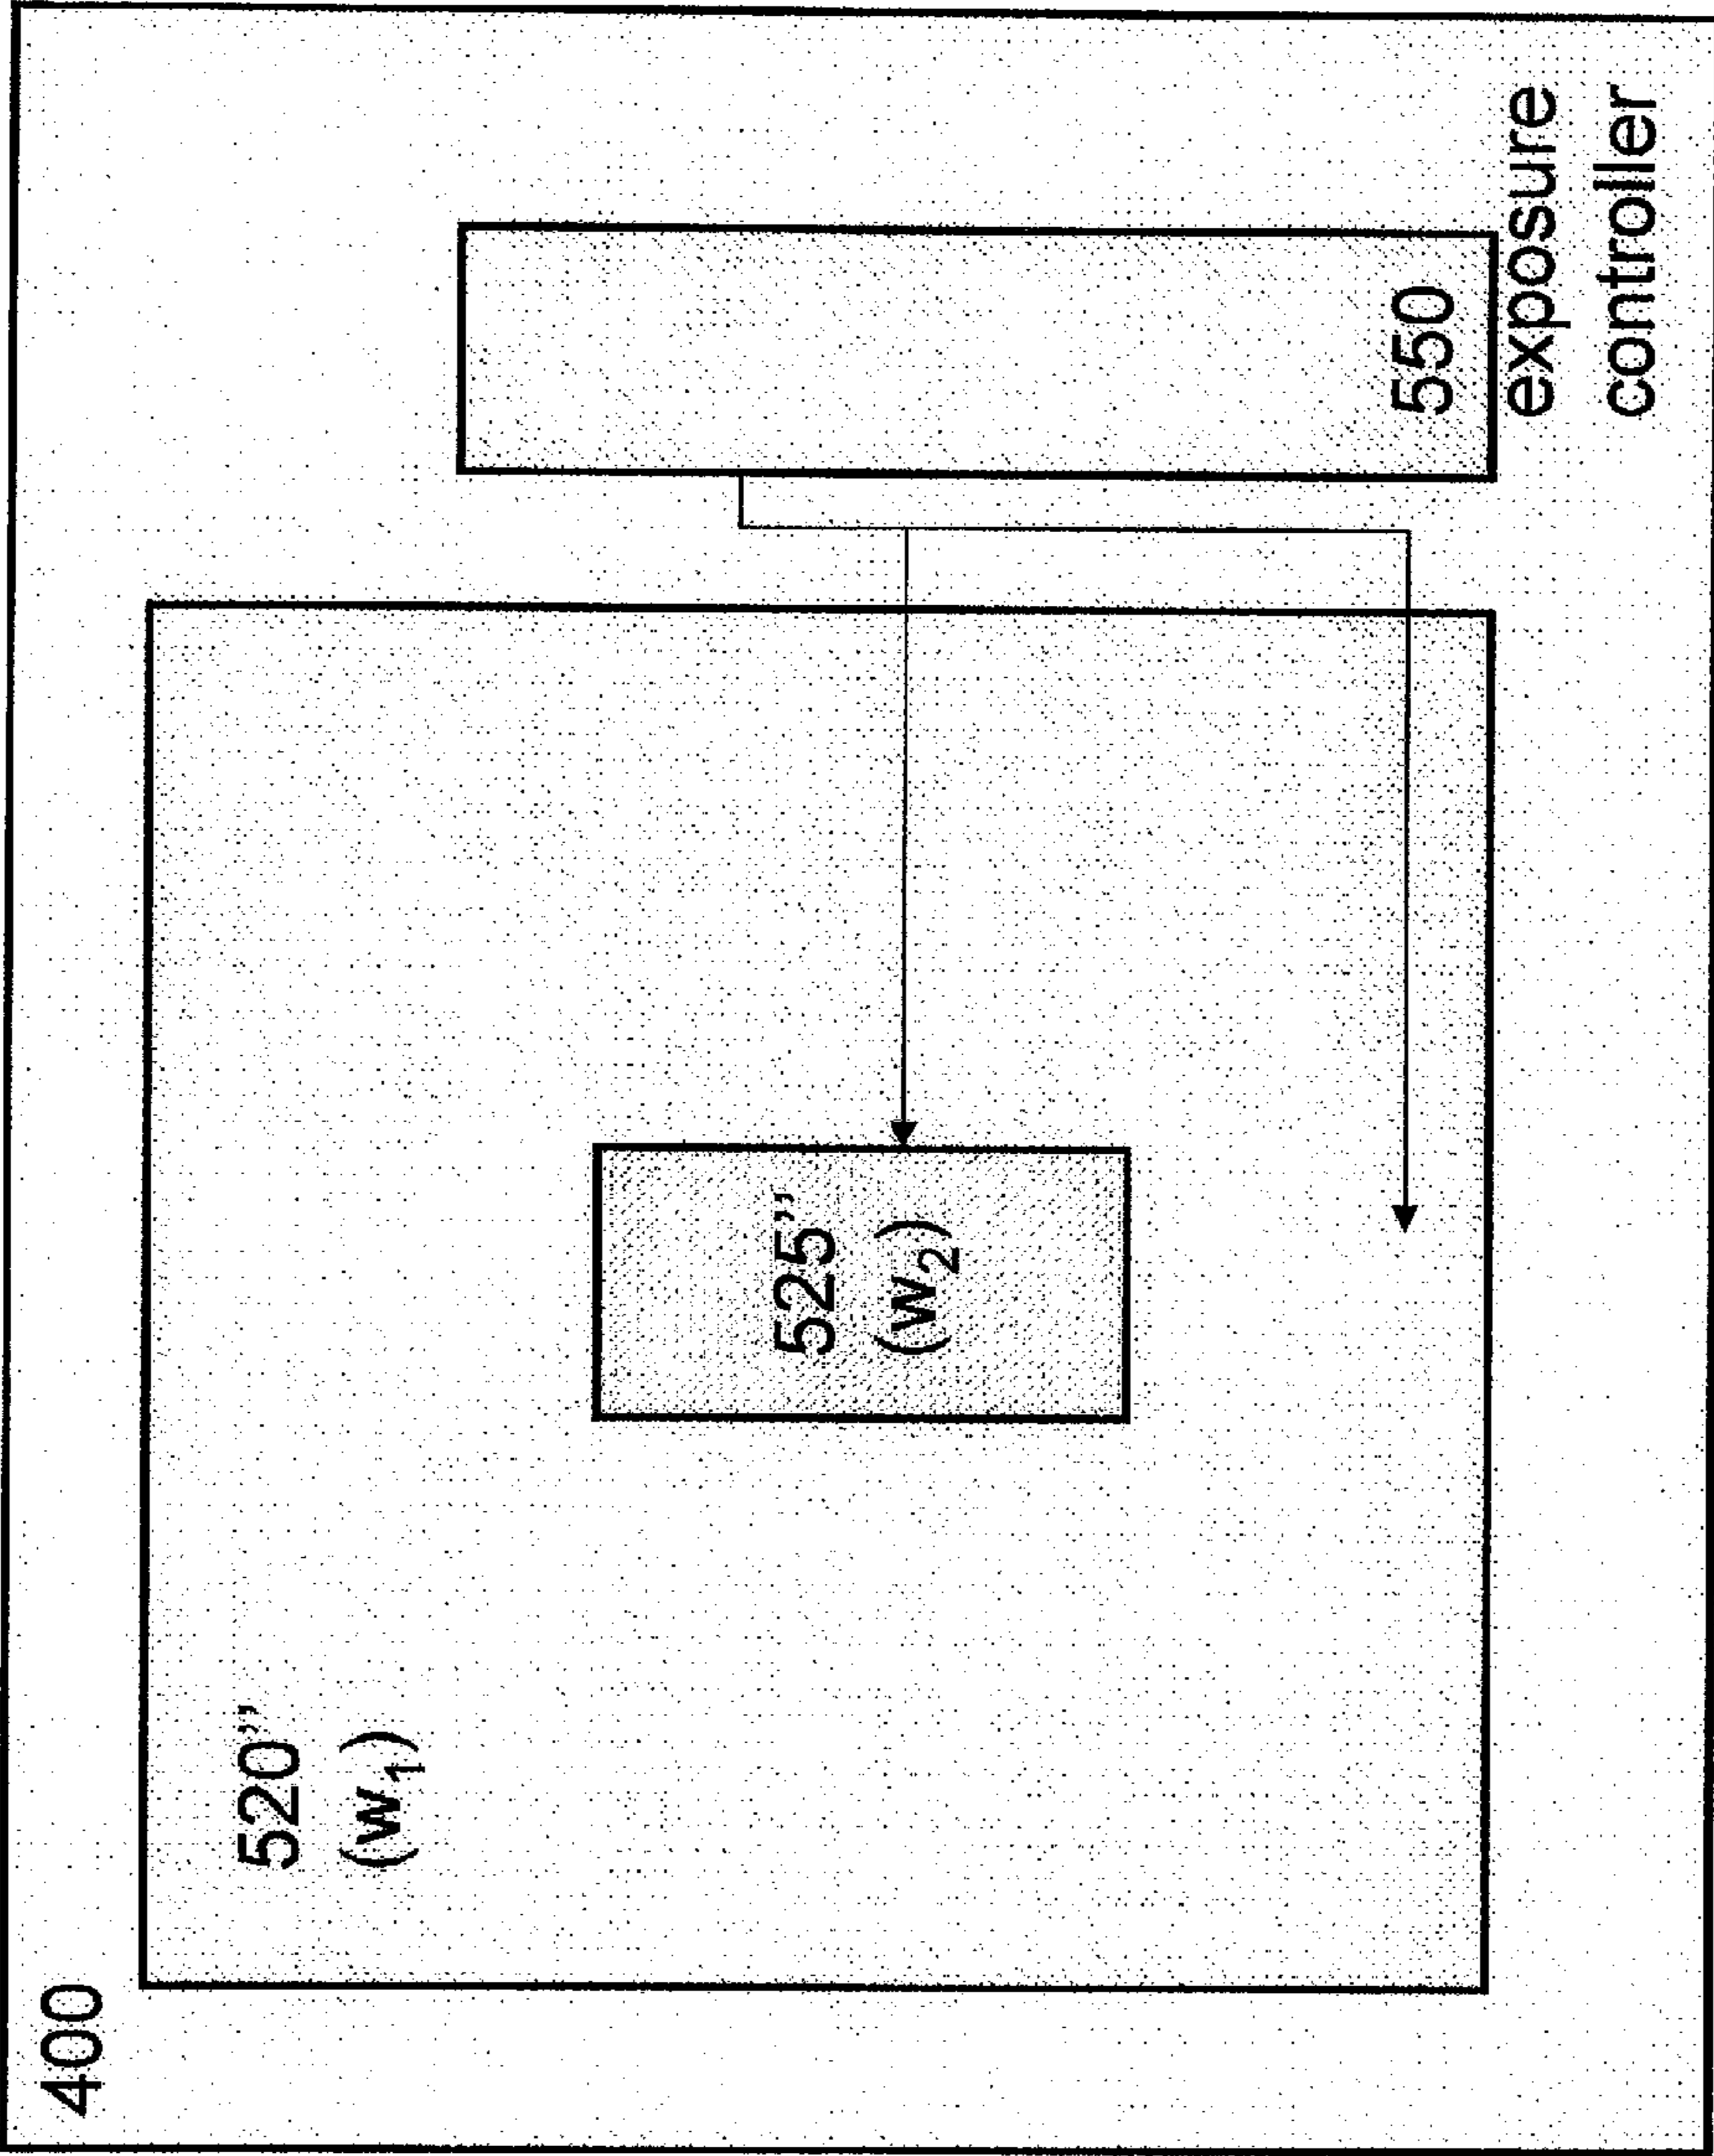 400
520”
(w1)
525”
(w2)
550
exposure
controller